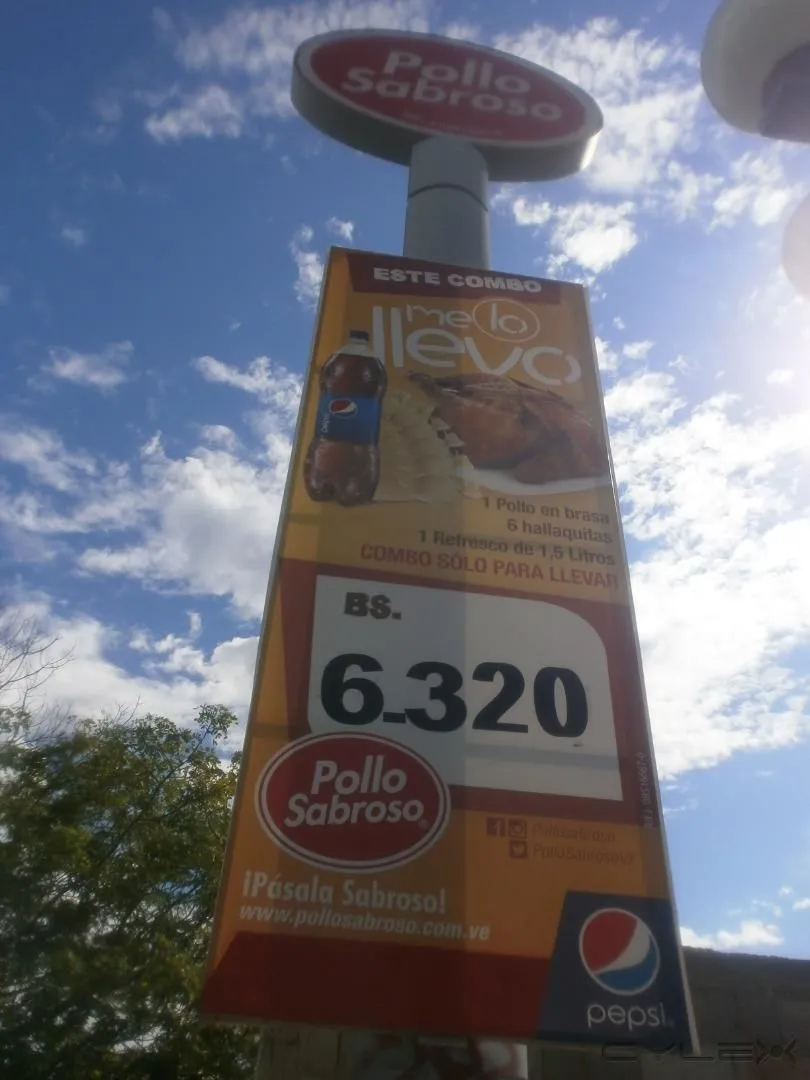 Pollo
Sabroso
ESTE COMBO
me lo
llevo
1 Pollo en brasa
6 hallaquitas
1 Refresco de 1,5 Litros
COMBO SÓLO PARA LLEVAR
BS.
6.320
Pollo
Sabroso
¡Pásala Sabroso!
www.pollosabroso.com.ve
pepsi